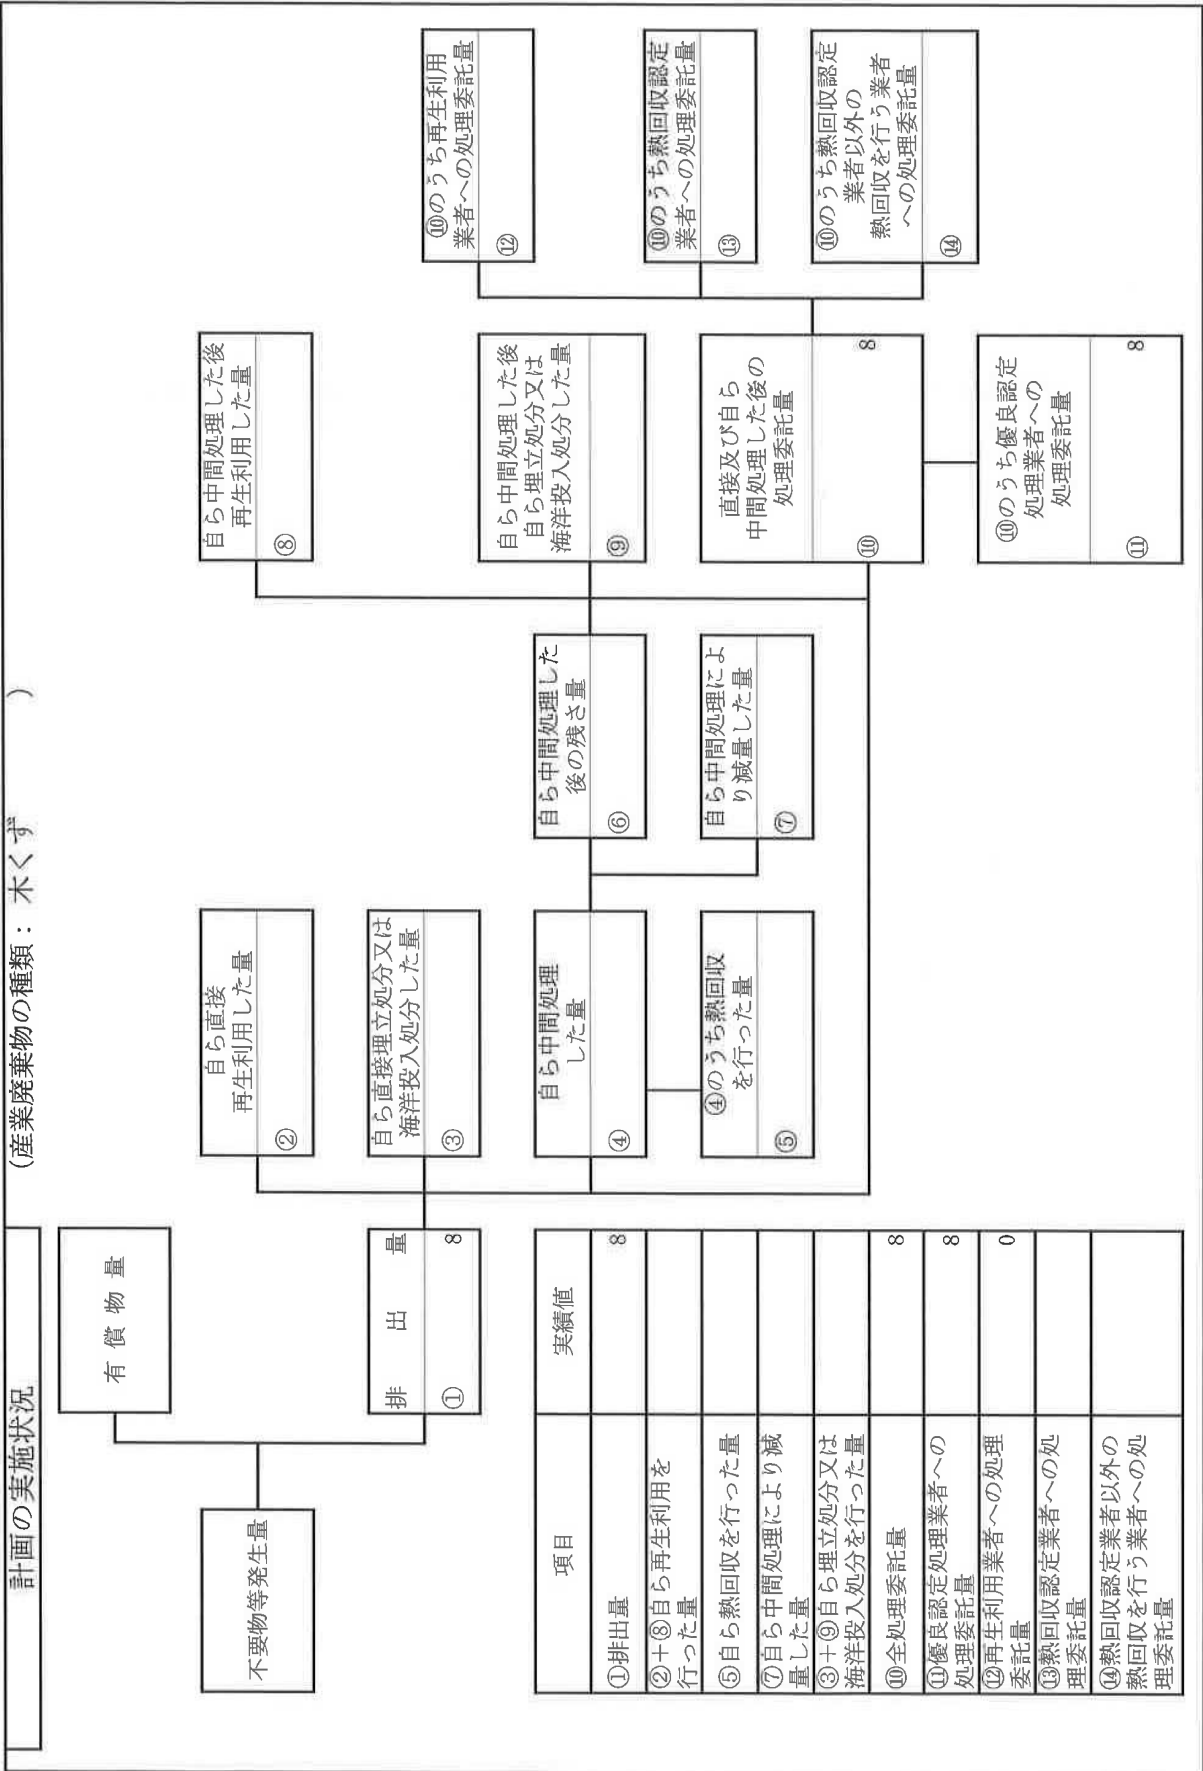 計画の実施状況
(産業廃棄物の種類： 木くず )
不要物等発生量
有償物量
排出量
① 8
自ら直接
再生利用した量
②
自ら直接埋立処分又は
海洋投入処分した量
③
自ら中間処理
した量
④
④のうち熱回収
を行った量
⑤
自ら中間処理した
後の残さ量
⑥
自ら中間処理によ
り減量した量
⑦
自ら中間処理した後
再生利用した量
⑧
自ら中間処理した後
自ら埋立処分又は
海洋投入処分した量
⑨
直接及び自ら
中間処理した後の
処理委託量
⑩ 8
⑩のうち優良認定
処理業者への
処理委託量
⑪ 8
⑩のうち再生利用
業者への処理委託量
⑫
⑩のうち熱回収認定
業者への処理委託量
⑬
⑩のうち熱回収認定
業者以外の
熱回収を行う業者
への処理委託量
⑭
項目 実績値
①排出量 8
②＋⑧自ら再生利用を
行った量
⑤自ら熱回収を行った量
⑦自ら中間処理により減
量した量
③＋⑨自ら埋立処分又は
海洋投入処分を行った量
⑩全処理委託量 8
⑪優良認定処理業者への
処理委託量 8
⑫再生利用業者への処理
委託量 0
⑬熱回収認定業者への処
理委託量
⑭熱回収認定業者以外の
熱回収を行う業者への処
理委託量